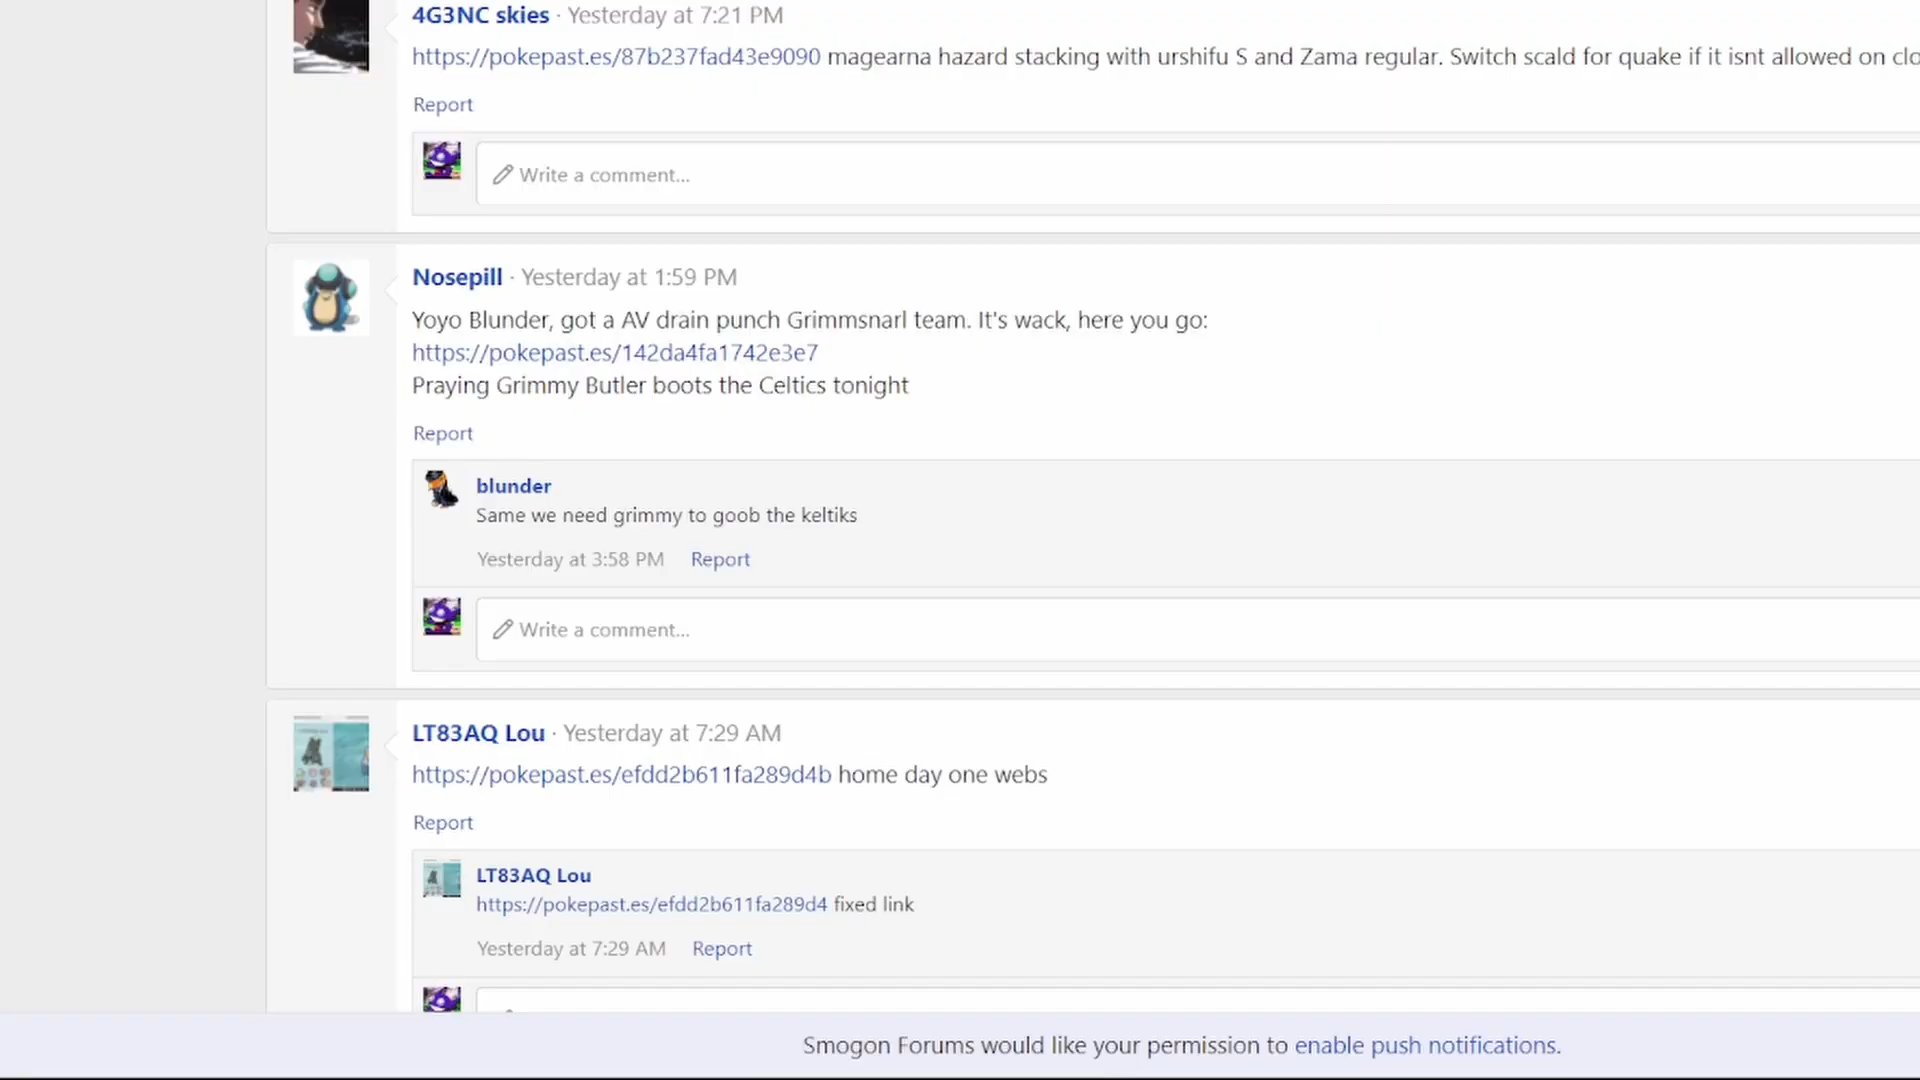 4G3NC skies · Yesterday at 7:21 PM
https://pokepast.es/87b237fad43e9090 magearna hazard stacking with urshifu S and Zama regular. Switch scald for quake if it isnt allowed on clo
Report
Write a comment...
Nosepill · Yesterday at 1:59 PM
Yoyo Blunder, got a AV drain punch Grimmsnarl team. It's wack, here you go:
https://pokepast.es/142da4fa1742e3e7
Praying Grimmy Butler boots the Celtics tonight
Report
blunder
Same we need grimmy to goob the keltiks
Yesterday at 3:58 PM Report
Write a comment...
LT83AQ Lou · Yesterday at 7:29 AM
https://pokepast.es/efdd2b611fa289d4b home day one webs
Report
LT83AQ Lou
https://pokepast.es/efdd2b611fa289d4 fixed link
Yesterday at 7:29 AM Report
Smogon Forums would like your permission to enable push notifications.